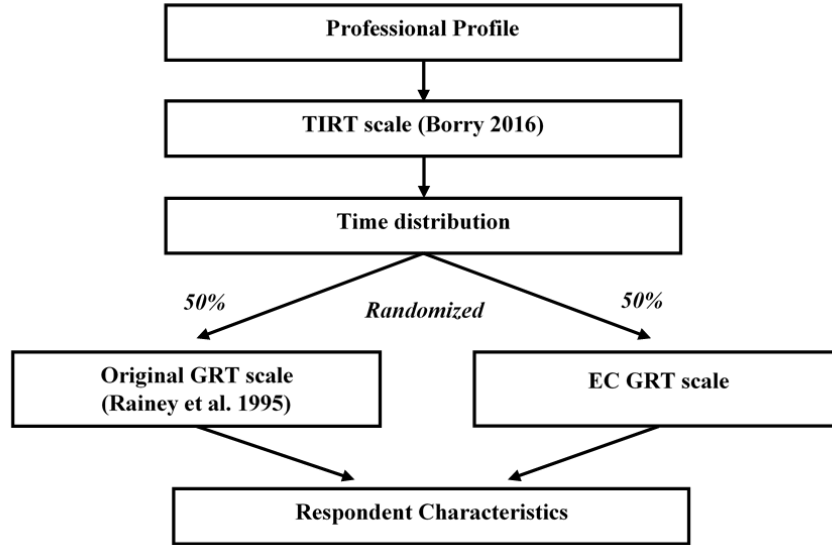 Professional Profile
TIRT scale (Borry 2016)
Time distribution
50%
Randomized
50%
Original GRT scale
(Rainey et al. 1995)
EC GRT scale
Respondent Characteristics